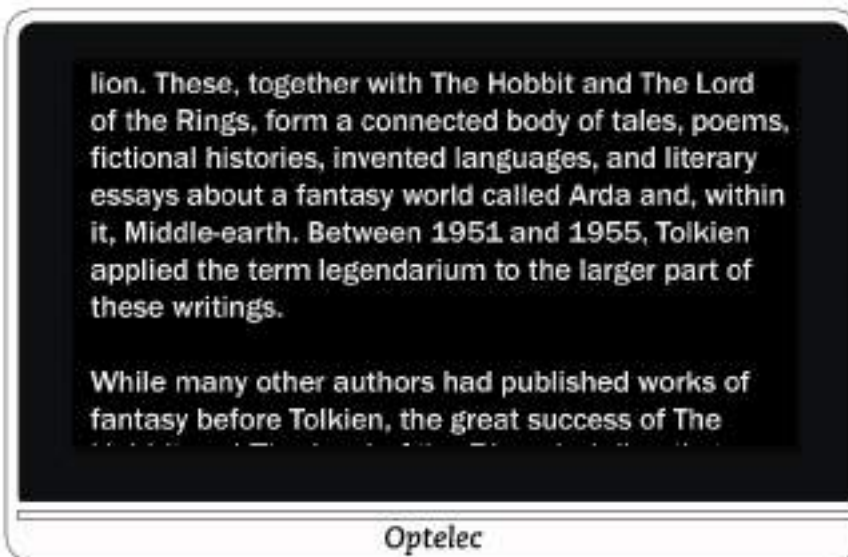 lion. These, together with The Hobbit and The Lord
of the Rings, form a connected body of tales, poems,
fictional histories, invented languages, and literary
essays about a fantasy world called Arda and, within
it, Middle-earth. Between 1951 and 1955, Tolkien
applied the term legendarium to the larger part of
these writings.
While many other authors had published works of
fantasy before Tolkien, the great success of The
Optelec